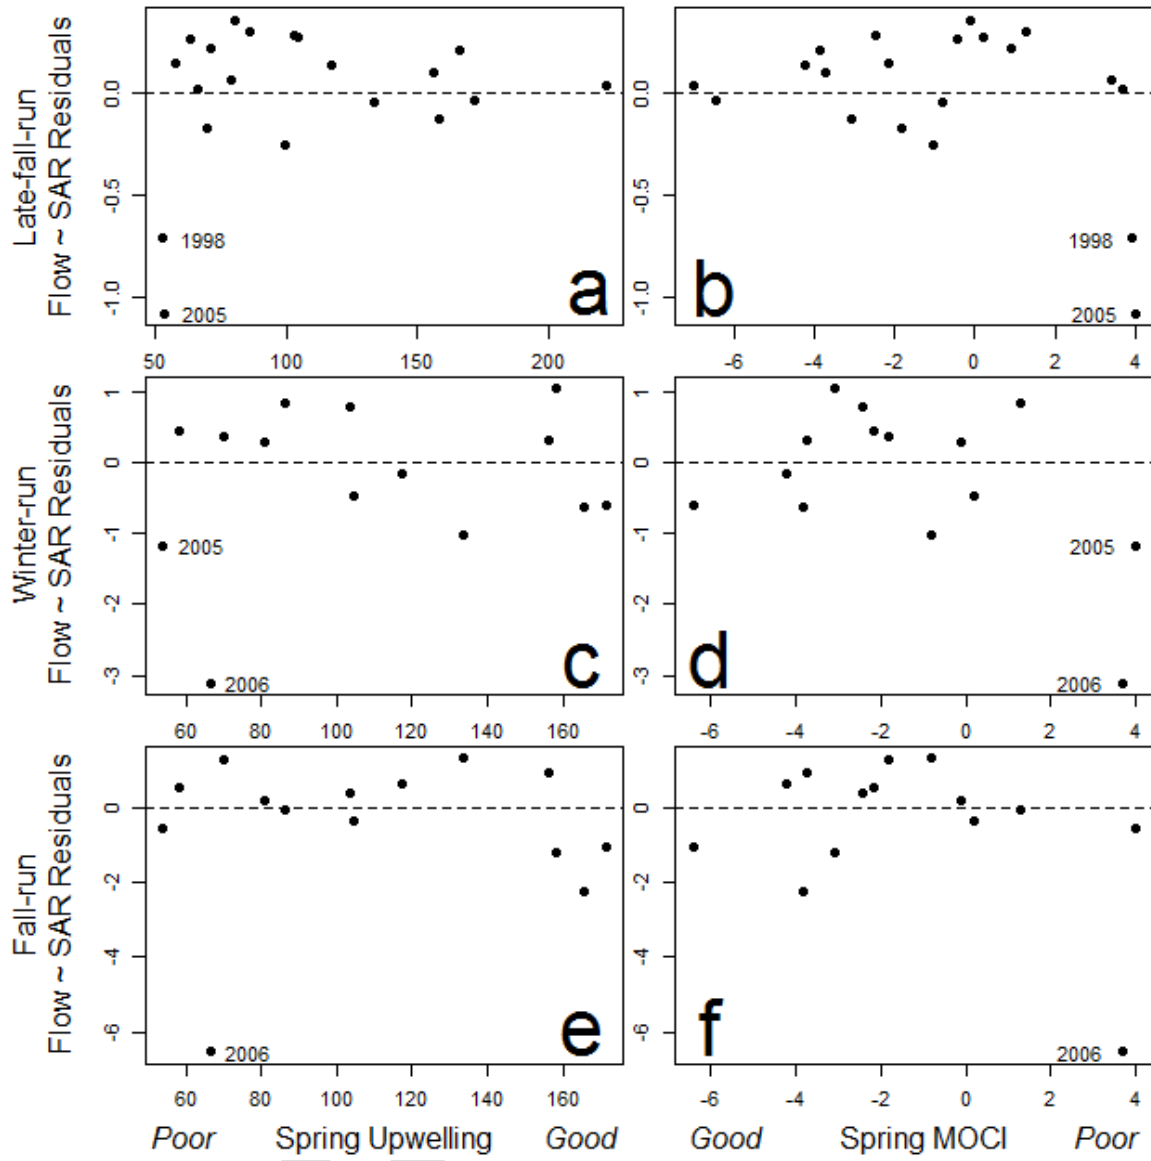 Late-fall-run
Flow ~ SAR Residuals
0.0
-0.5
-1.0
1998
2005
a
50 100 150 200
0.0
-0.5
-1.0
1998
2005
b
-6 -4 -2 0 2 4
Winter-run
Flow ~ SAR Residuals
1
0
-1
-2
-3
2005
2006
c
60 80 100 120 140 160
1
0
-1
-2
-3
2005
2006
d
-6 -4 -2 0 2 4
Fall-run
Flow ~ SAR Residuals
0
-2
-4
-6
2006
e
60 80 100 120 140 160
0
-2
-4
-6
2006
f
-6 -4 -2 0 2 4
Poor Spring Upwelling Good
Good Spring MOCI Poor